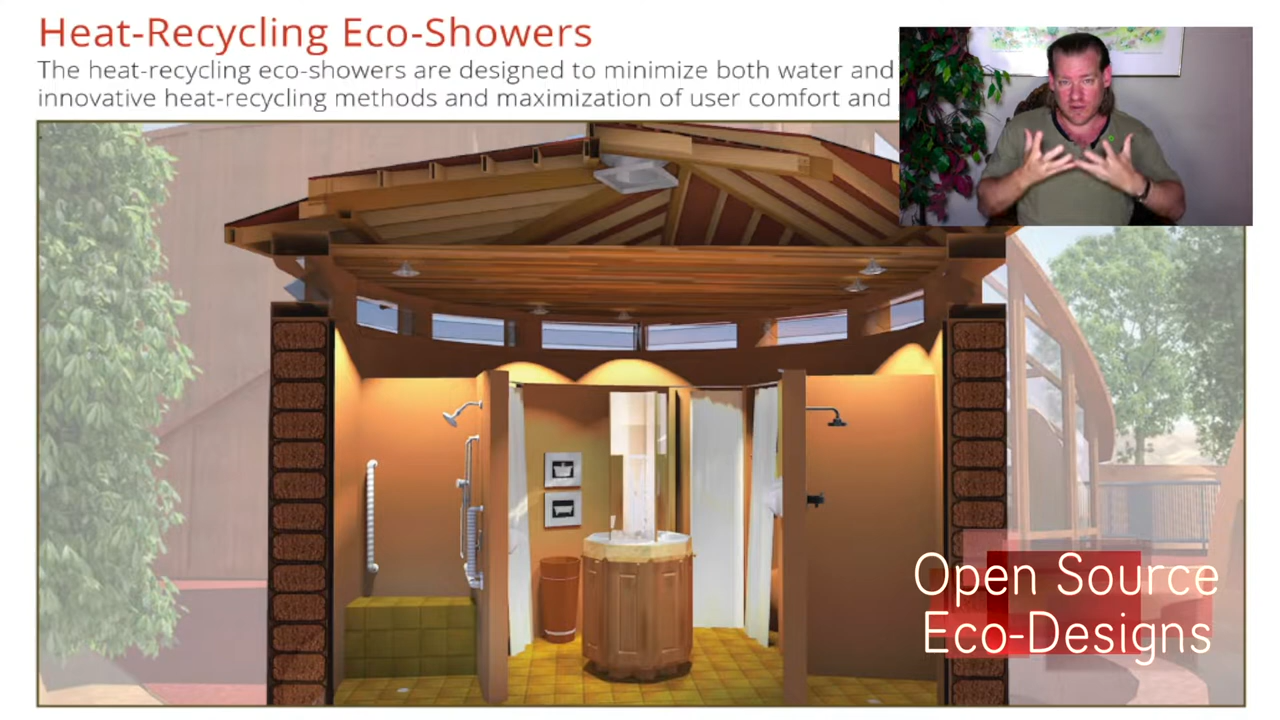 Heat-Recycling Eco-Showers
The heat-recycling eco-showers are designed to minimize both water and
innovative heat-recycling methods and maximization of user comfort and
Open Source
Eco-Designs